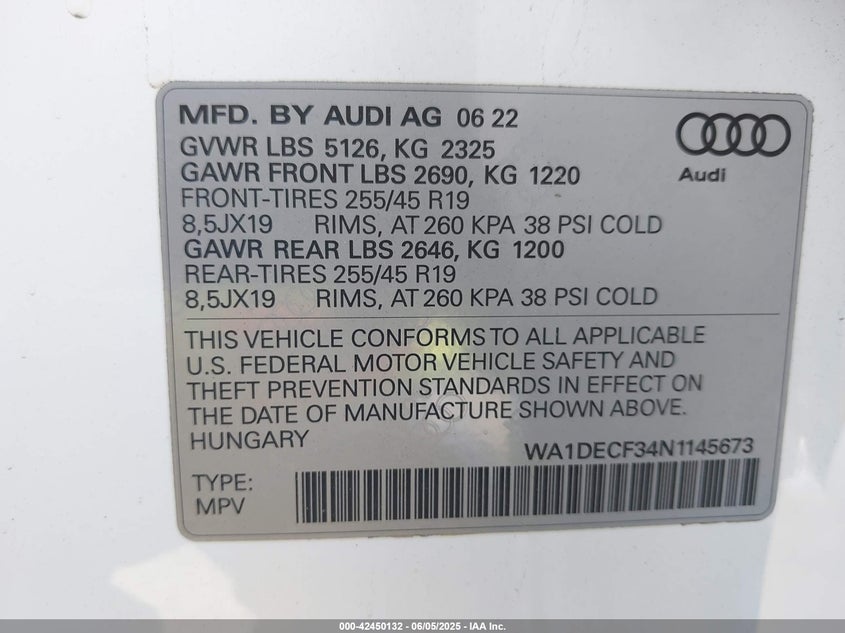 MFD. BY AUDI AG 06 22
GVWR LBS 5126, KG 2325
GAWR FRONT LBS 2690, KG 1220
FRONT-TIRES 255/45 R19
8,5JX19 RIMS, AT 260 KPA 38 PSI COLD
GAWR REAR LBS 2646, KG 1200
REAR-TIRES 255/45 R19
8,5JX19 RIMS, AT 260 KPA 38 PSI COLD
Audi
THIS VEHICLE CONFORMS TO ALL APPLICABLE
U.S. FEDERAL MOTOR VEHICLE SAFETY AND
THEFT PREVENTION STANDARDS IN EFFECT ON
THE DATE OF MANUFACTURE SHOWN ABOVE.
HUNGARY
WA1DECF34N1145673
TYPE:
MPV
000-42450132 - 06/05/2025 - IAA Inc.